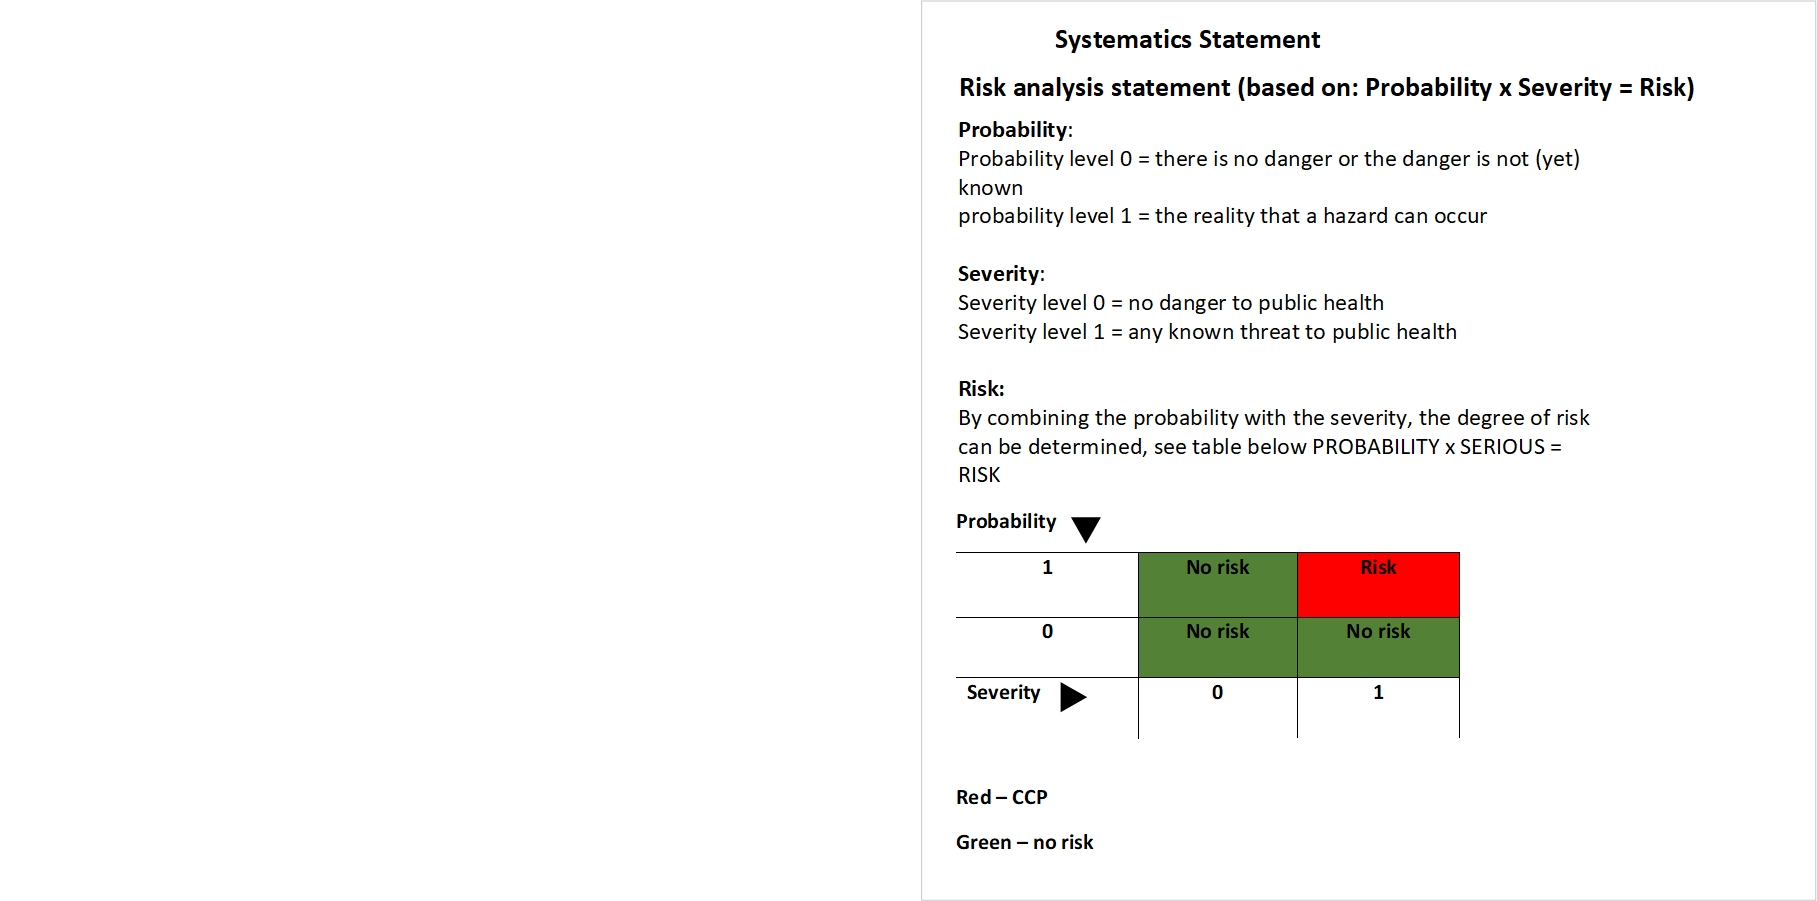 Systematics Statement
Risk analysis statement (based on: Probability x Severity = Risk)
Probability:
Probability level 0 = there is no danger or the danger is not (yet)
known
probability level 1 = the reality that a hazard can occur
Severity:
Severity level 0 = no danger to public health
Severity level 1 = any known threat to public health
Risk:
By combining the probability with the severity, the degree of risk
can be determined, see table below PROBABILITY x SERIOUS =
RISK
Probability
1 No risk Risk
0 No risk No risk
Severity 0 1
Red – CCP
Green – no risk